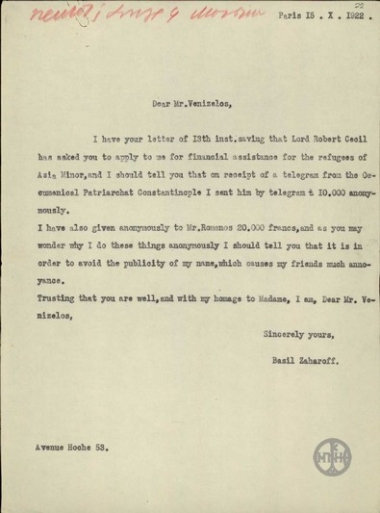 Paris 15 . X . 1922.
Dear Mr.Venizelos,
I have your letter of 13th inst.saying that Lord Robert Cecil
has asked you to apply to me for financial assistance for the refugees of
Asia Minor,and I should tell you that on receipt of a telegram from the Oe-
cumenical Patriarchat Constantinople I sent him by telegram £ 10.000 anony-
mously.
I have also given anonymously to Mr.Romanos 20.000 francs,and as you may
wonder why I do these things anonymously I should tell you that it is in
order to avoid the publicity of my name,which causes my friends much anno-
yance.
Trusting that you are well,and with my homage to Madame, I am, Dear Mr. Ve-
nizelos,
Sincerely yours,
Basil Zaharoff.
Avenue Hoche 53.